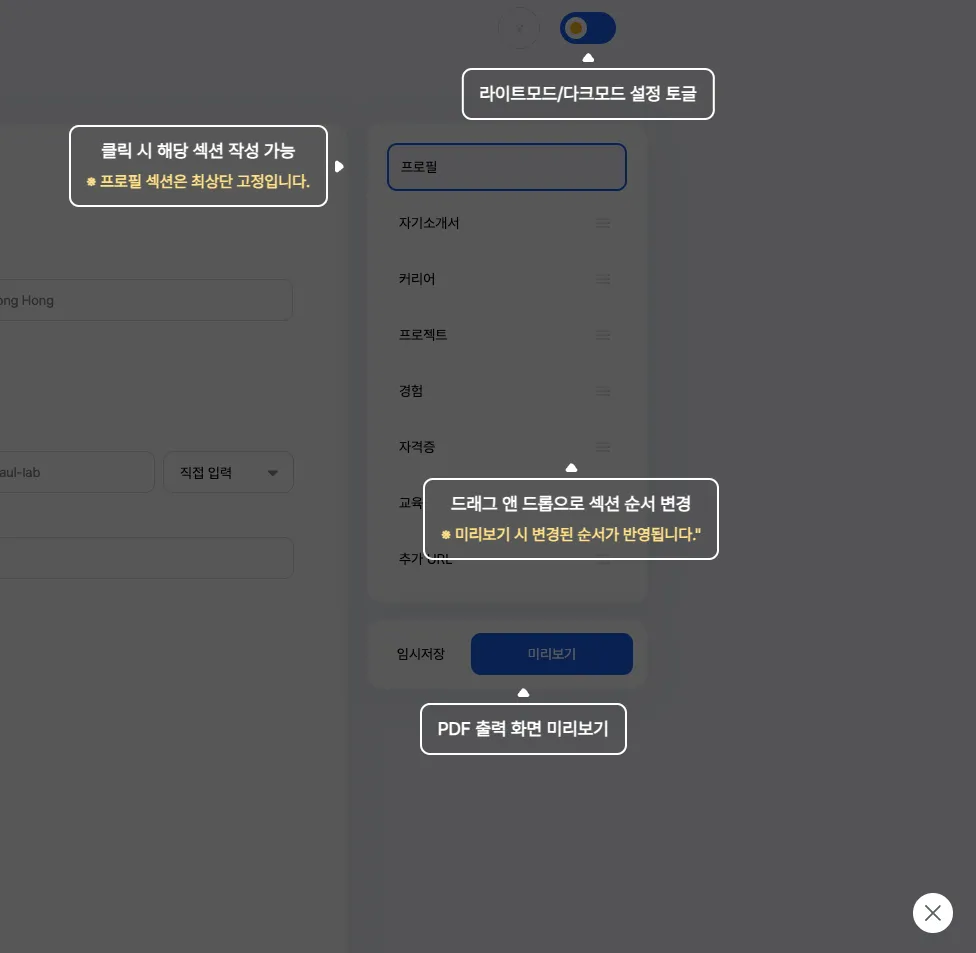 라이트모드/다크모드 설정 토글
클릭 시 해당 섹션 작성 가능
※ 프로필 섹션은 최상단 고정입니다.
프로필
자기소개서
커리어
ong Hong
프로젝트
경험
자격증
aul-lab
직접 입력
교육
드래그 앤 드롭으로 섹션 순서 변경
※ 미리보기 시 변경된 순서가 반영됩니다."
추가 URL
임시저장
미리보기
PDF 출력 화면 미리보기